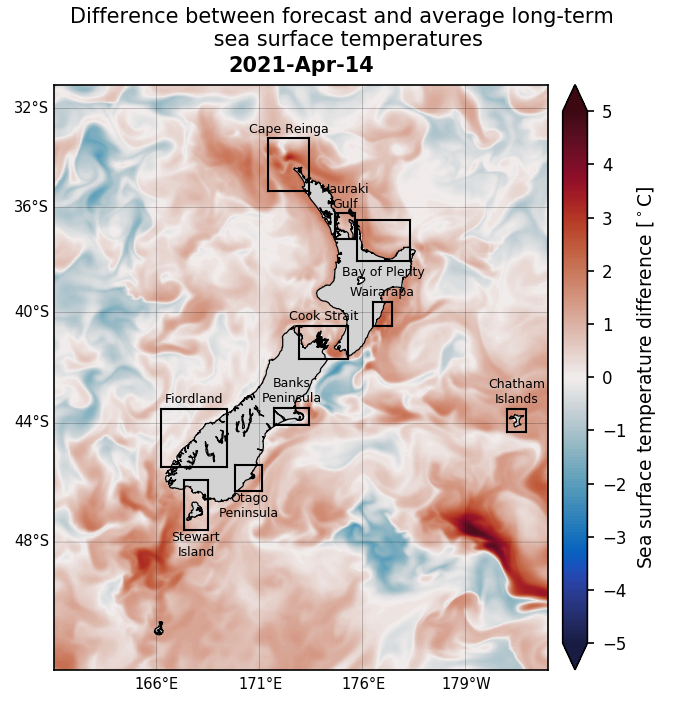 Difference between forecast and average long-term
sea surface temperatures
2021-Apr-14
32°S
36°S
40°S
44°S
48°S
Cape Reinga
Hauraki
Gulf
Bay of Plenty
Wairarapa
Cook Strait
Banks
Peninsula
Fiordland
Chatham
Islands
Otago
Peninsula
Stewart
Island
166°E
171°E
176°E
179°W
5
4
3
2
1
0
−1
−2
−3
−4
−5
Sea surface temperature difference [°C]